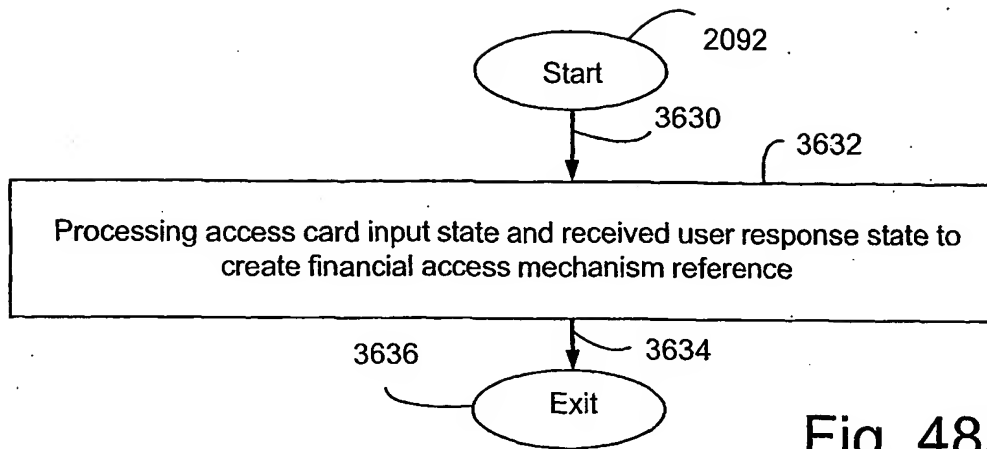 2092
Start
3630
3632
Processing access card input state and received user response state to
create financial access mechanism reference
3636
3634
Exit
Fig. 48